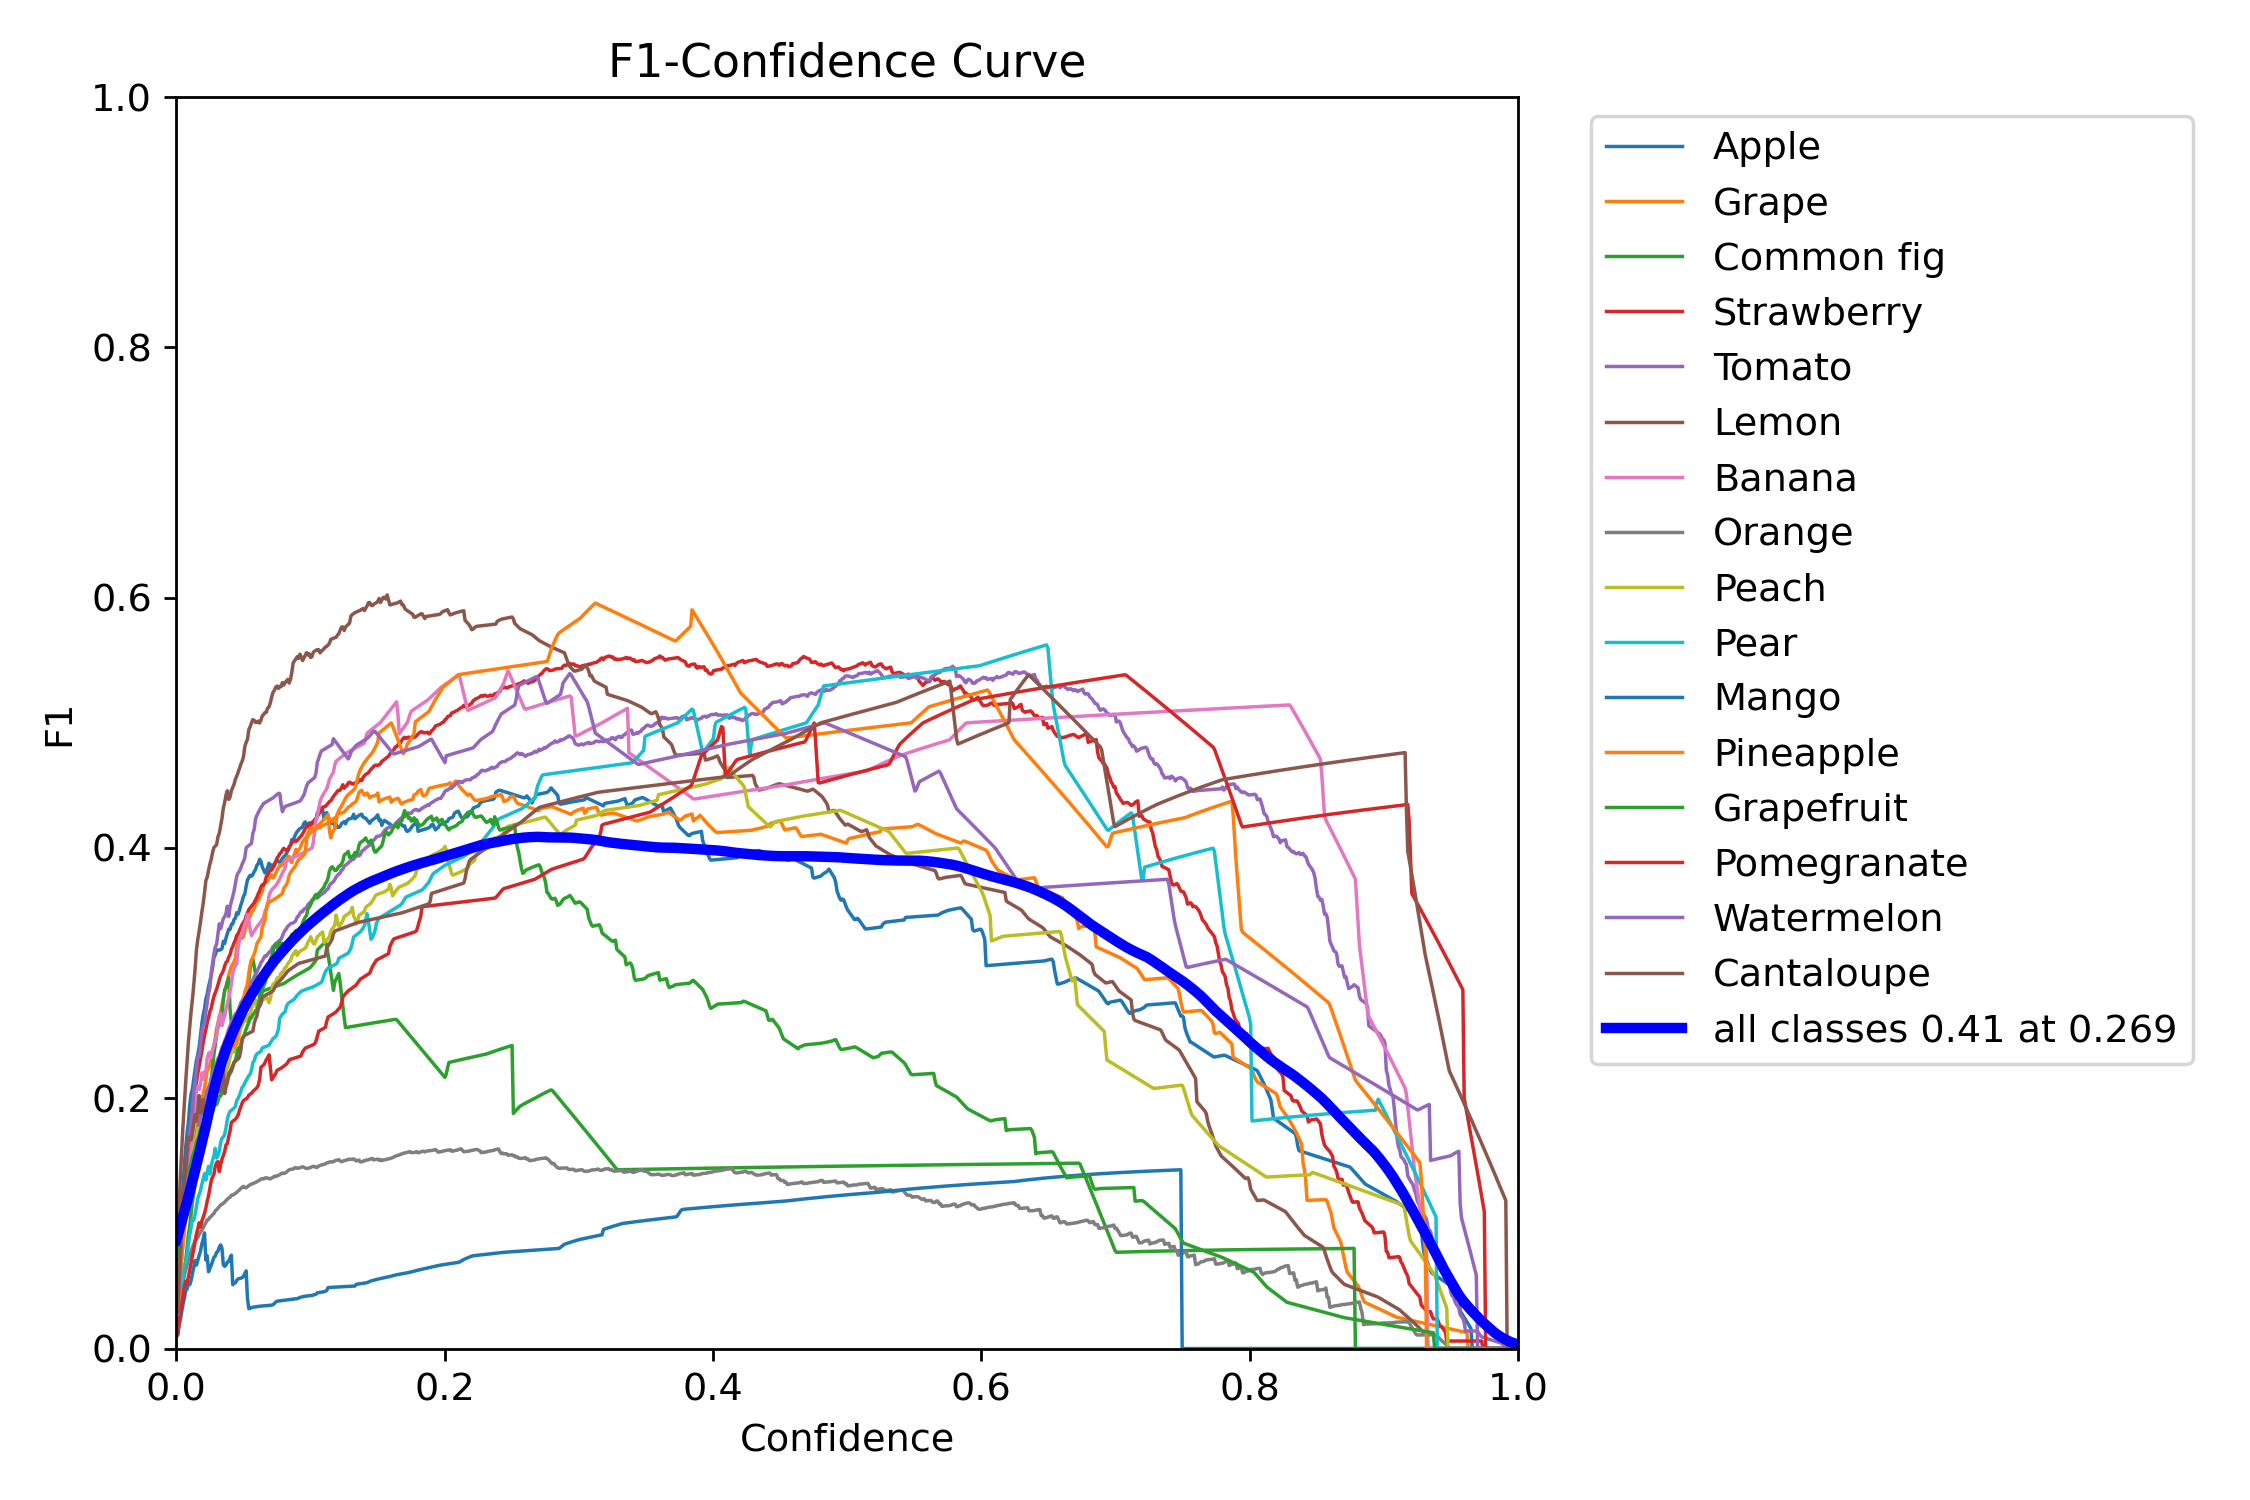 F1-Confidence Curve
1.0
0.8
0.6
0.4
0.2
0.0
F1
0.0 0.2 0.4 0.6 0.8 1.0
Confidence
Apple
Grape
Common fig
Strawberry
Tomato
Lemon
Banana
Orange
Peach
Pear
Mango
Pineapple
Grapefruit
Pomegranate
Watermelon
Cantaloupe
all classes 0.41 at 0.269